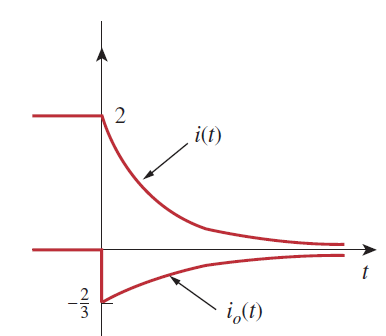 2
i(t)
t
-2/3
i_o(t)